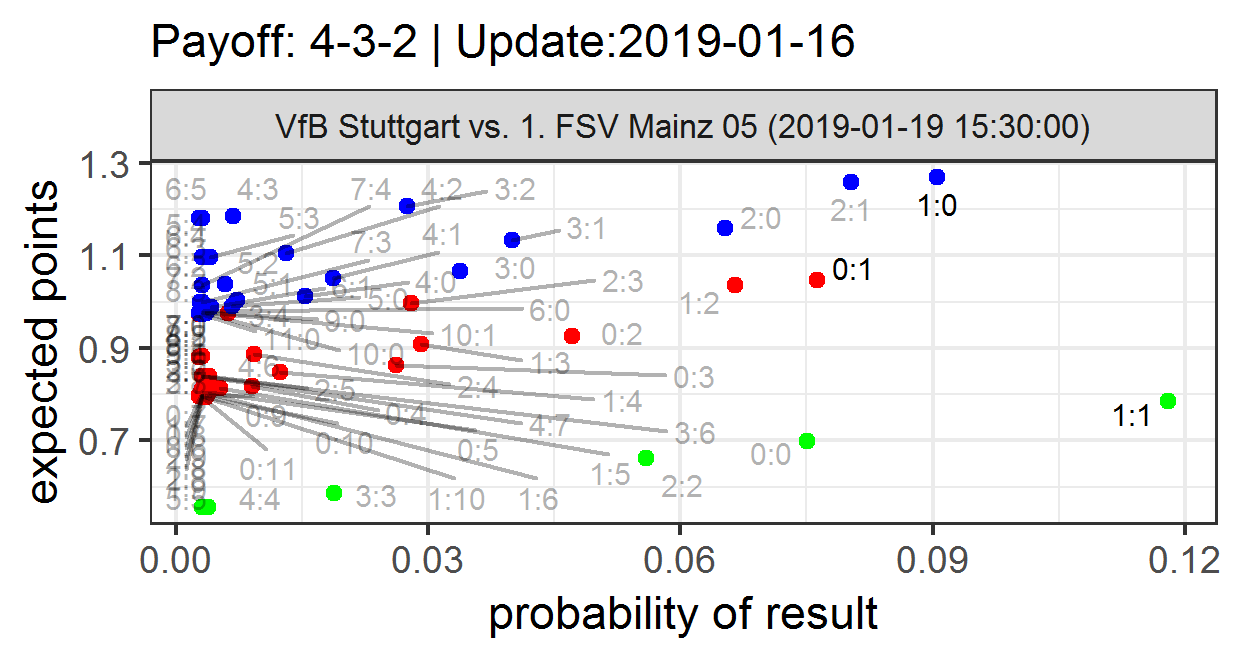 Payoff: 4-3-2 | Update:2019-01-16
VfB Stuttgart vs. 1. FSV Mainz 05 (2019-01-19 15:30:00)
expected points
1.3
1.1
0.9
0.7
6:5 4:3 7:4 4:2 3:2
5:3 3:1 2:0 2:1 1:0
7:3 4:1
5:2 3:0 0:1
5:1 6:1 4:0 2:3 1:2
5:0
3:4 9:0 6:0
11:0 10:1 0:2
10:0 1:3
4:6 0:3
2:5 2:4 1:4
0:9 0:4 4:7 1:1
3:6
0:10 0:5 0:0
0:11 1:5
2:2
5:5 4:4 3:3 1:10 1:6
0.00 0.03 0.06 0.09 0.12
probability of result